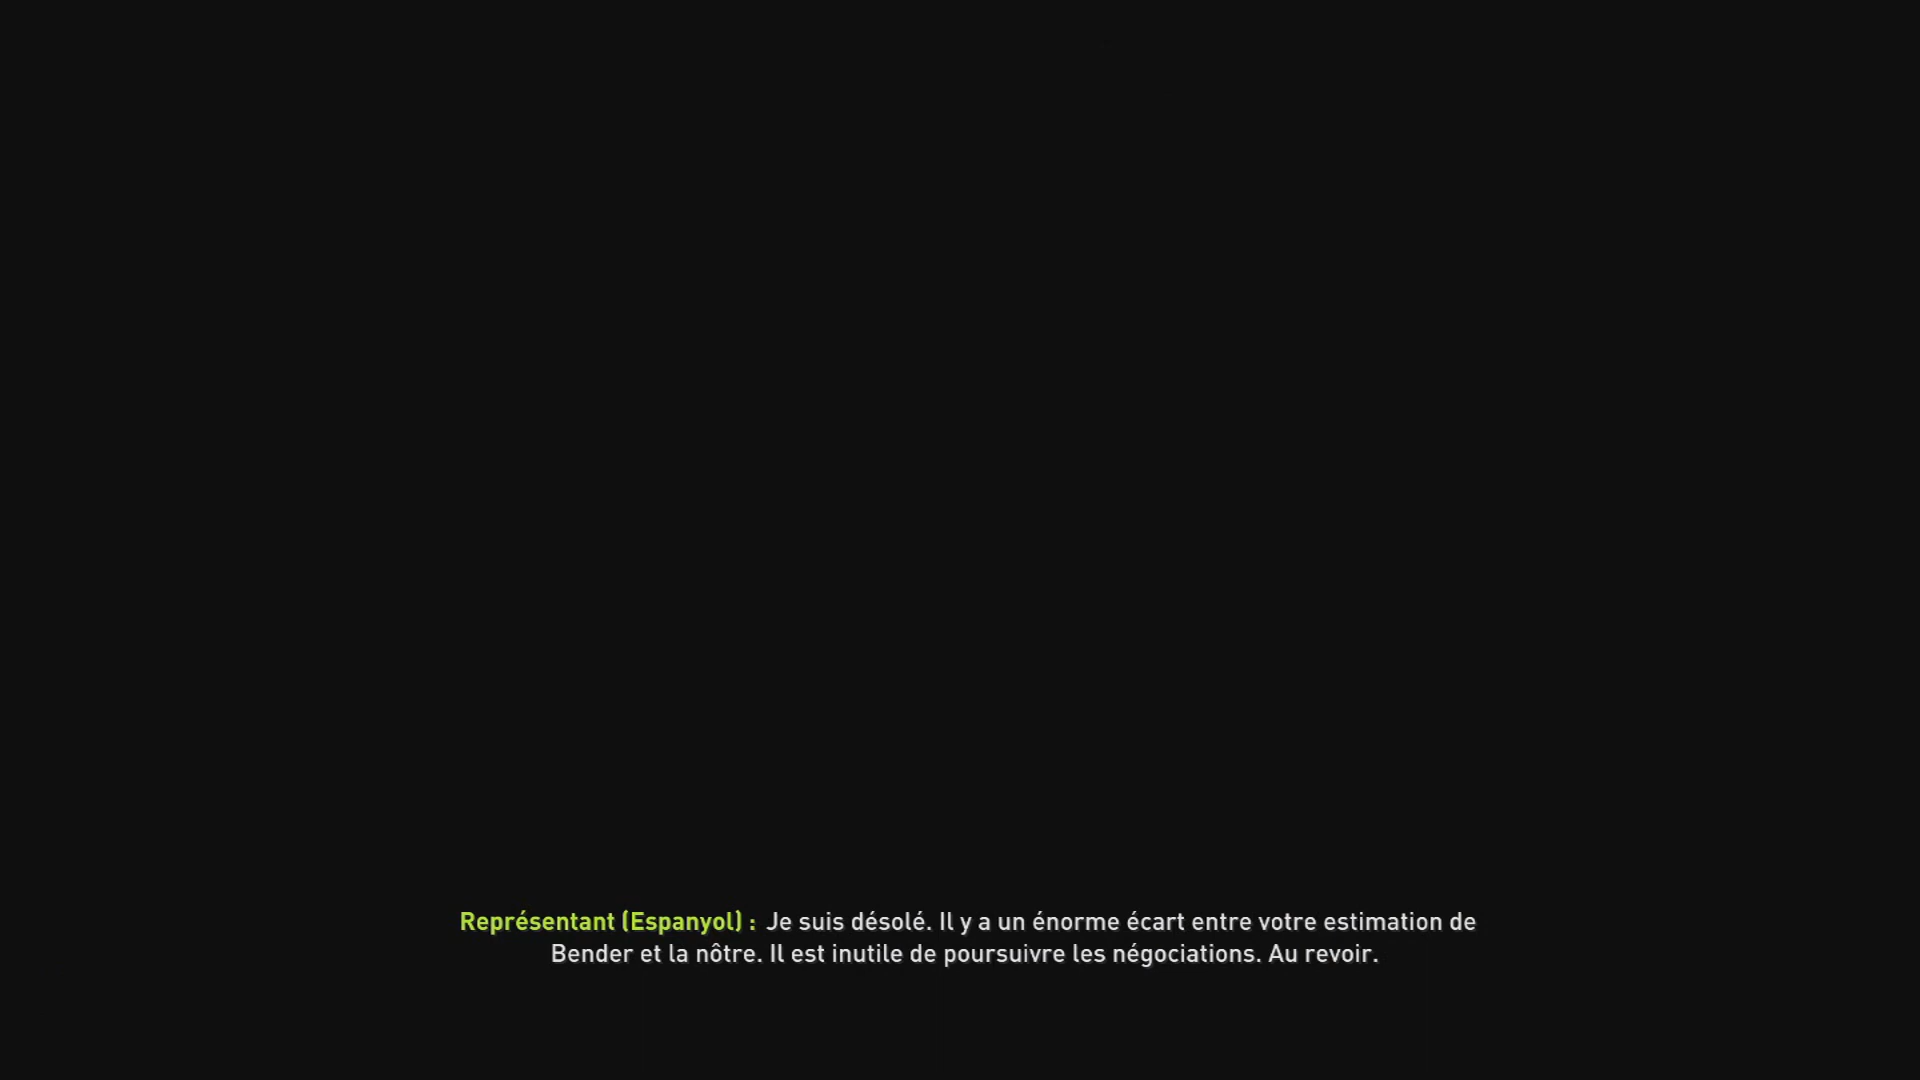 Représentant (Espanyol) : Je suis désolé. Il y a un énorme écart entre votre estimation de
Bender et la nôtre. Il est inutile de poursuivre les négociations. Au revoir.